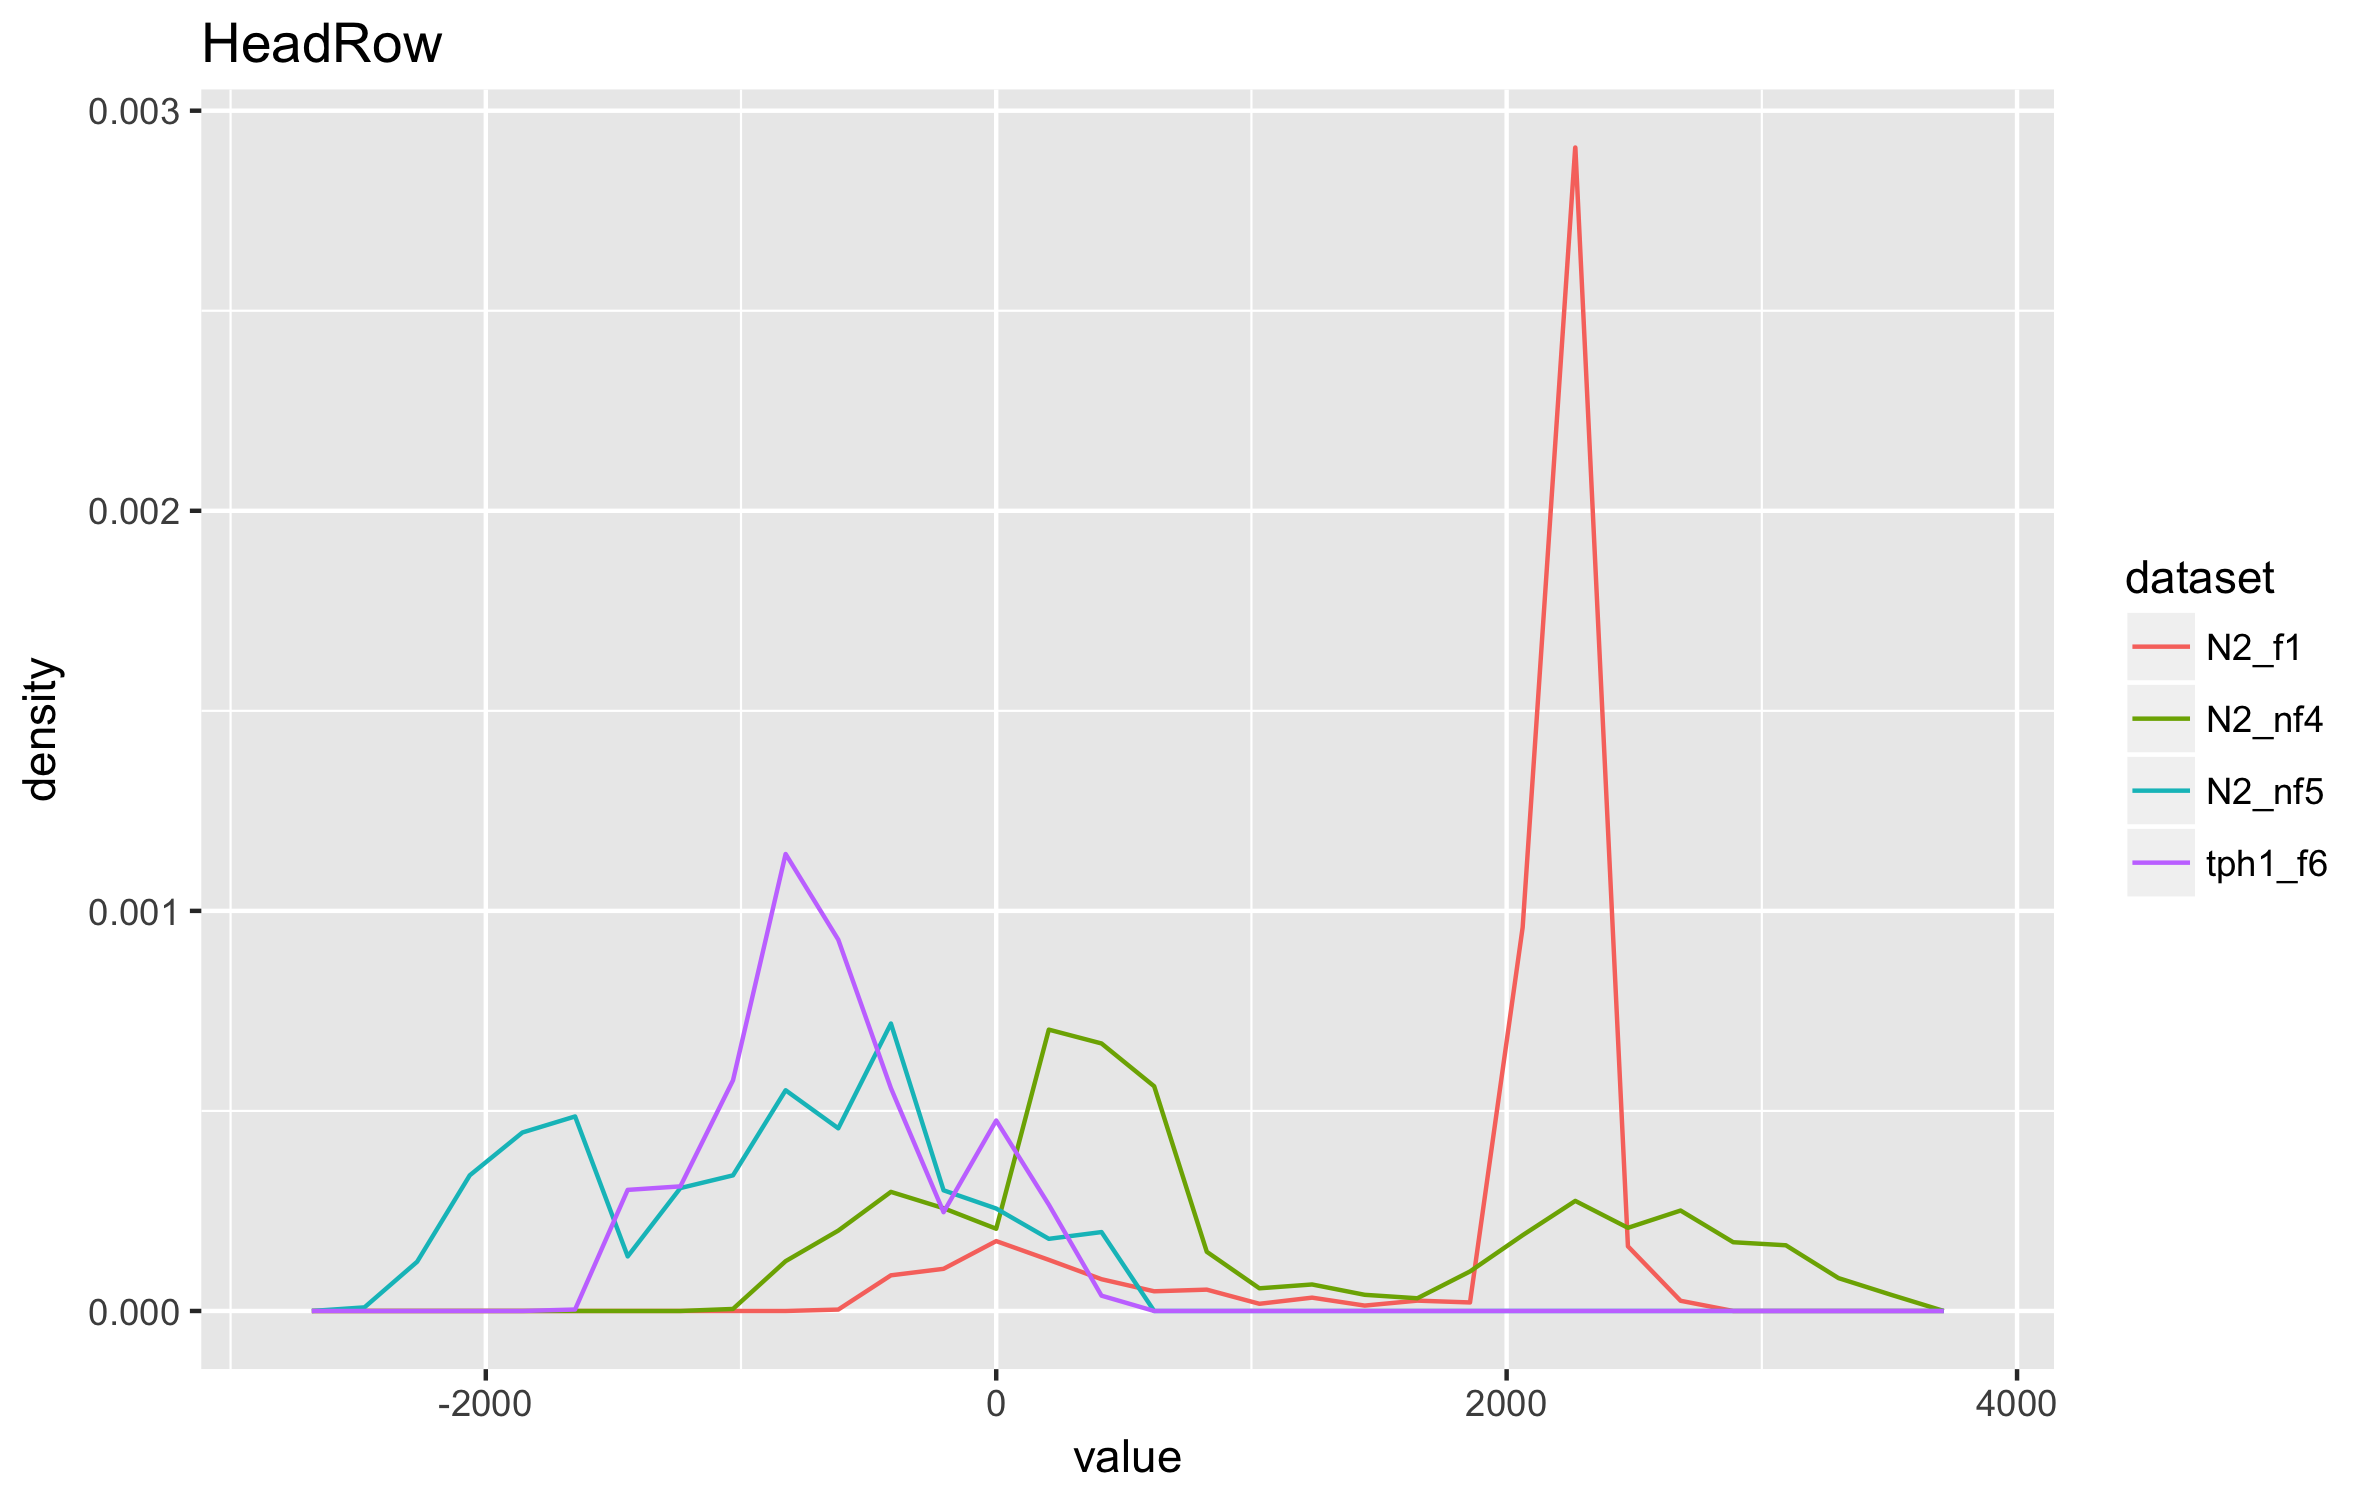 HeadRow
0.003
0.002
0.001
0.000
density
-2000
0
2000
4000
value
dataset
N2_f1
N2_nf4
N2_nf5
tph1_f6